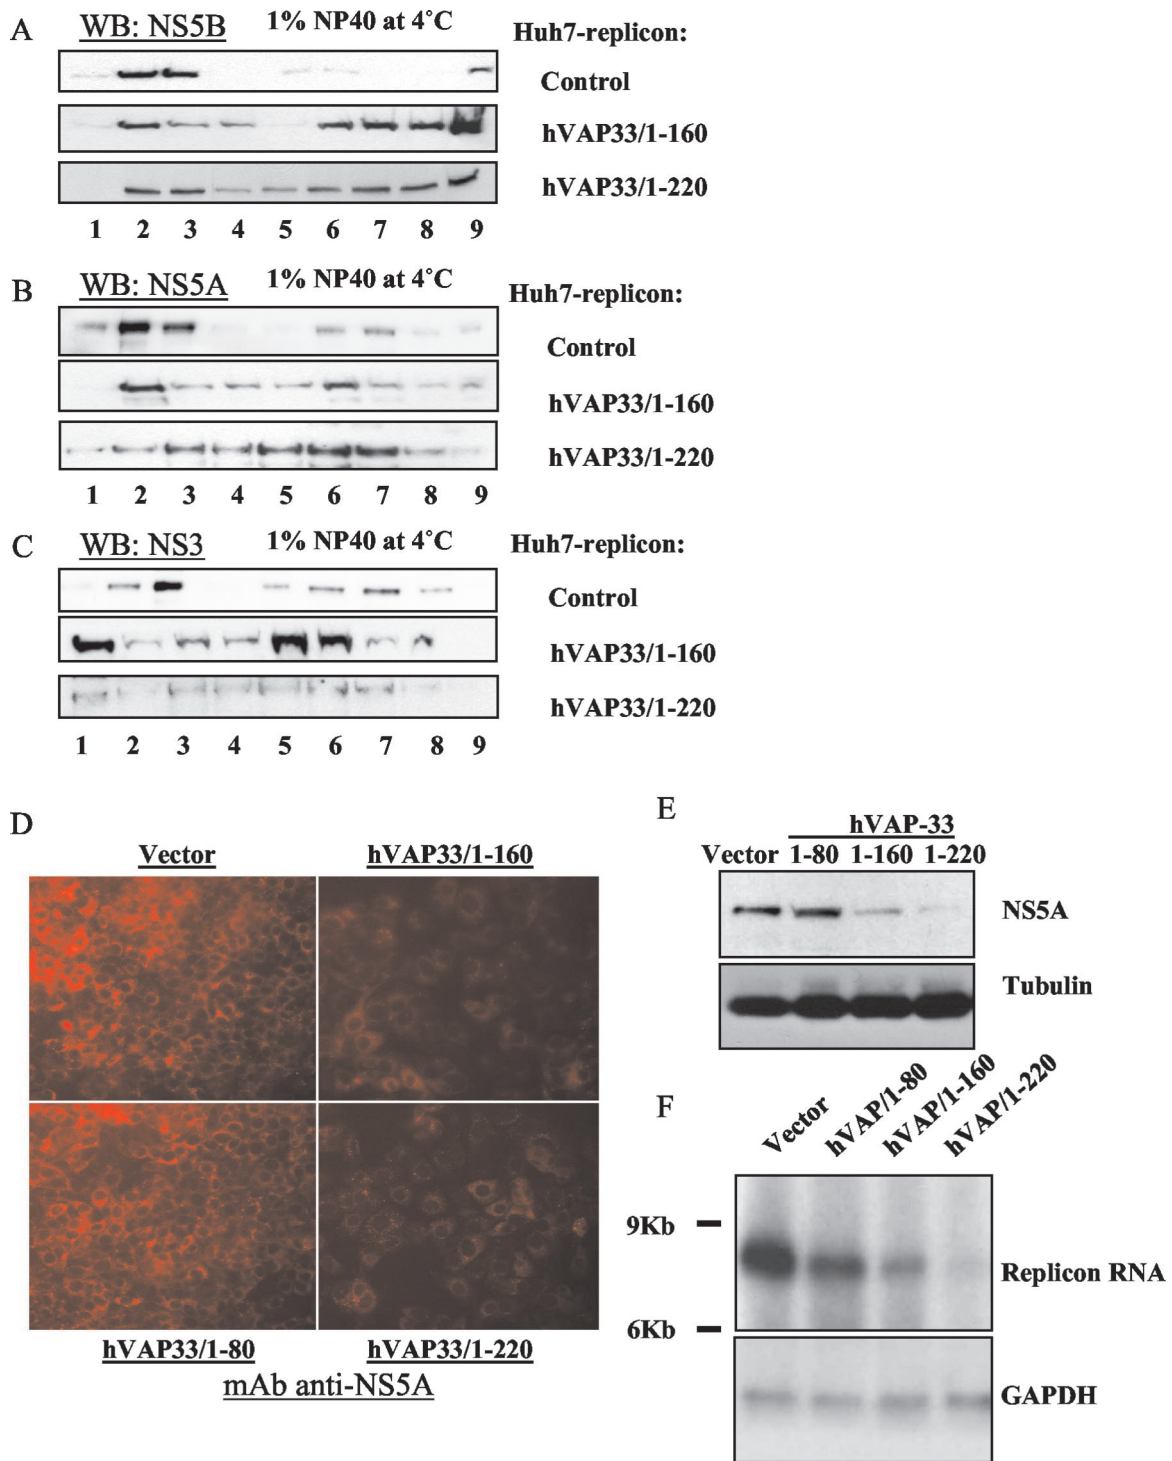 A
WB: NS5B
1% NP40 at 4˚C
Huh7-replicon:
Control
hVAP33/1-160
hVAP33/1-220
1 2 3 4 5 6 7 8 9
B
WB: NS5A
1% NP40 at 4˚C
Huh7-replicon:
Control
hVAP33/1-160
hVAP33/1-220
1 2 3 4 5 6 7 8 9
C
WB: NS3
1% NP40 at 4˚C
Huh7-replicon:
Control
hVAP33/1-160
hVAP33/1-220
1 2 3 4 5 6 7 8 9
D
Vector
hVAP33/1-160
hVAP33/1-80
hVAP33/1-220
mAb anti-NS5A
E
hVAP-33
Vector 1-80 1-160 1-220
NS5A
Tubulin
F
Vector
hVAP/1-80
hVAP/1-160
hVAP/1-220
9Kb
Replicon RNA
6Kb
GAPDH